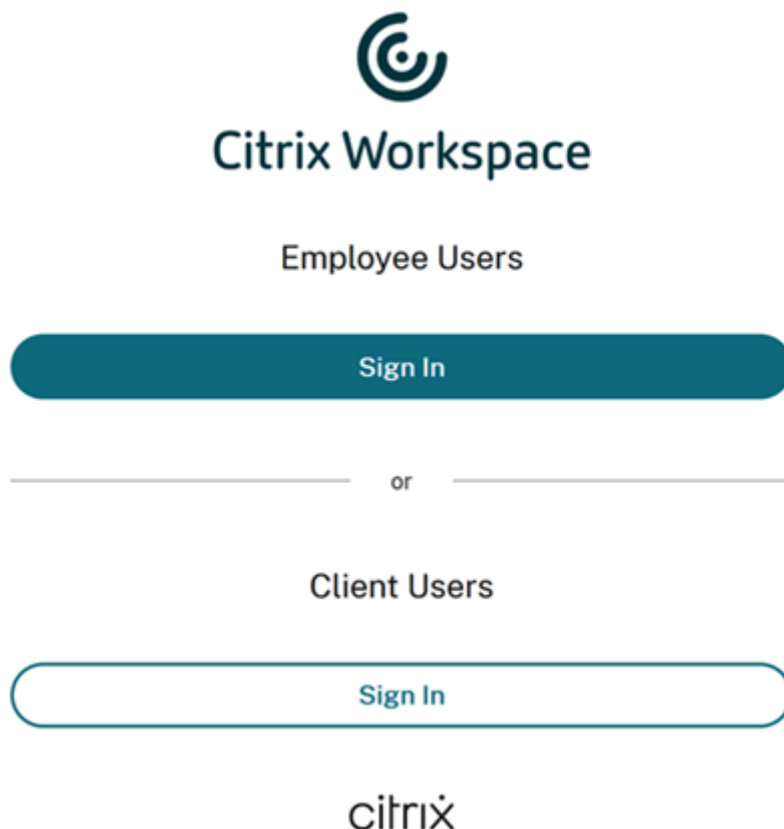 Citrix Workspace
Employee Users
Sign In
or
Client Users
Sign In
citrix